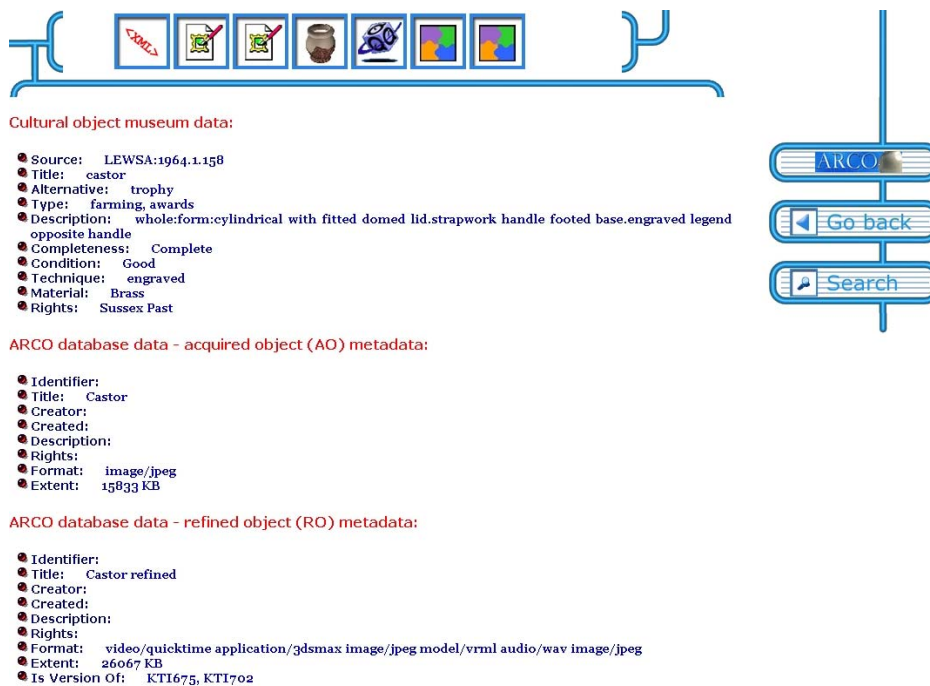 <XML>
Cultural object museum data:
Source: LEWSA:1964.1.158
Title: castor
Alternative: trophy
Type: farming, awards
Description: whole:form:cylindrical with fitted domed lid.strapwork handle footed base.engraved legend
opposite handle
Completeness: Complete
Condition: Good
Technique: engraved
Material: Brass
Rights: Sussex Past
ARCO
Go back
Search
ARCO database data - acquired object (AO) metadata:
Identifier:
Title: Castor
Creator:
Created:
Description:
Rights:
Format: image/jpeg
Extent: 15833 KB
ARCO database data - refined object (RO) metadata:
Identifier:
Title: Castor refined
Creator:
Created:
Description:
Rights:
Format: video/quicktime application/3dsmax image/jpeg model/vrml audio/wav image/jpeg
Extent: 26067 KB
Is Version Of: KTI675, KTI702